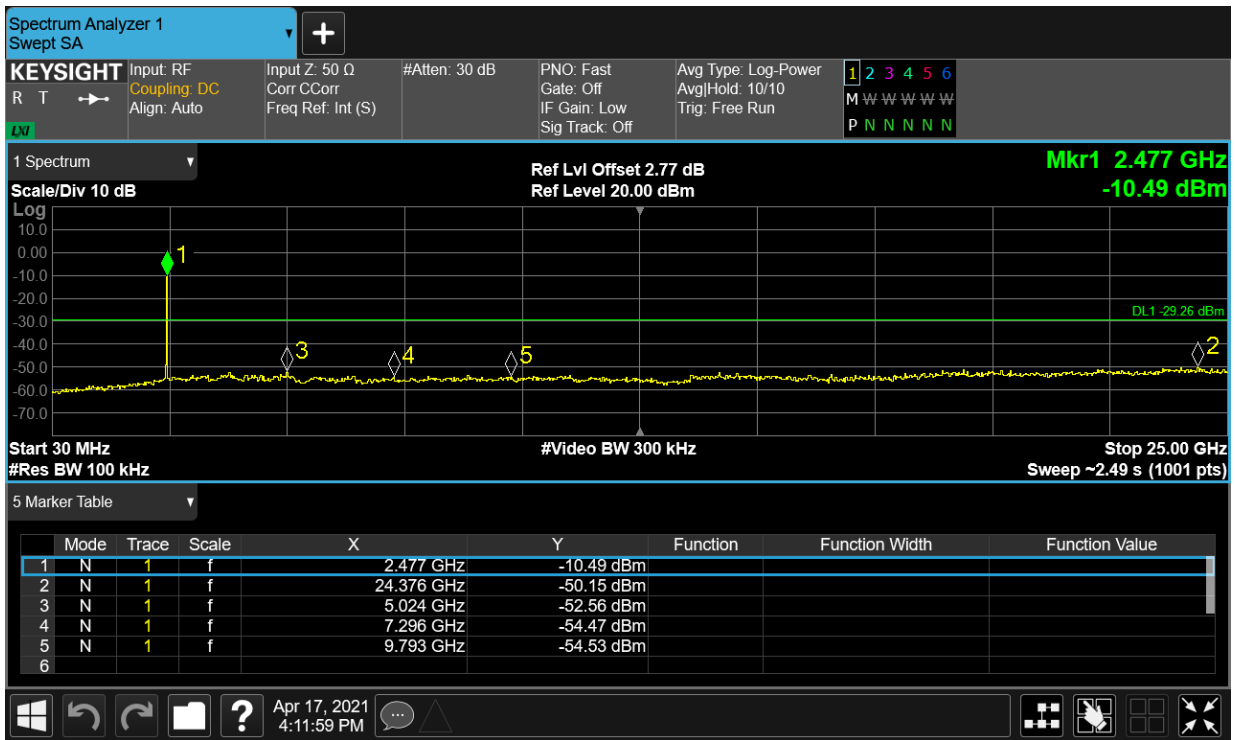 Spectrum Analyzer 1
Swept SA
KEYSIGHT
R T
LXI
Input: RF
Coupling: DC
Align: Auto
Input Z: 50 Ω
Corr CCorr
Freq Ref: Int (S)
#Atten: 30 dB
PNO: Fast
Gate: Off
IF Gain: Low
Sig Track: Off
Avg Type: Log-Power
Avg|Hold: 10/10
Trig: Free Run
1 2 3 4 5 6
M W W W W W
P N N N N N
1 Spectrum
Scale/Div 10 dB
Ref Lvl Offset 2.77 dB
Ref Level 20.00 dBm
Mkr1 2.477 GHz
-10.49 dBm
Log
10.0
0.00
-10.0
-20.0
-30.0
-40.0
-50.0
-60.0
-70.0
1
DL1 -29.26 dBm
3
4
5
2
Start 30 MHz
#Video BW 300 kHz
Stop 25.00 GHz
#Res BW 100 kHz
Sweep ~2.49 s (1001 pts)
5 Marker Table
Mode Trace Scale X Y Function Function Width Function Value
1 N 1 f 2.477 GHz -10.49 dBm
2 N 1 f 24.376 GHz -50.15 dBm
3 N 1 f 5.024 GHz -52.56 dBm
4 N 1 f 7.296 GHz -54.47 dBm
5 N 1 f 9.793 GHz -54.53 dBm
6
?
Apr 17, 2021
4:11:59 PM